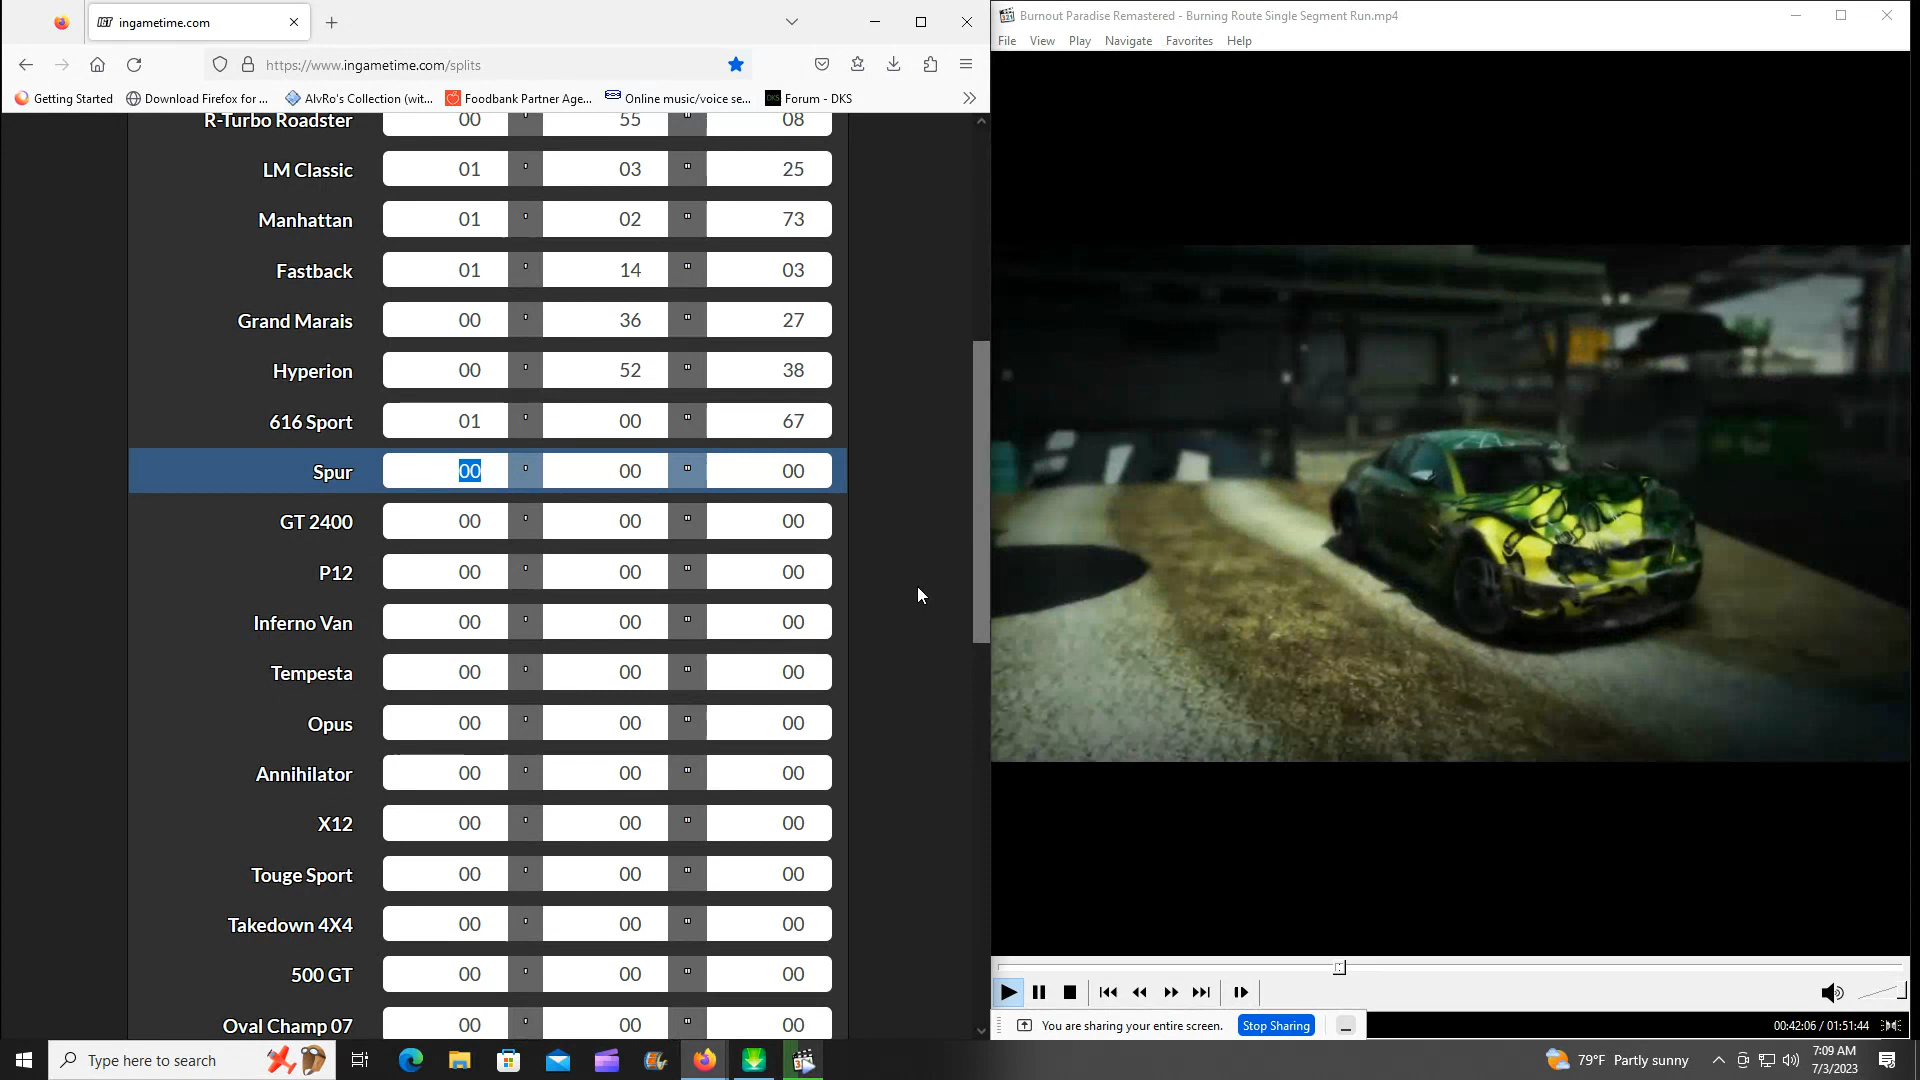 ingametime.com
Burnout Paradise Remastered - Burning Route Single Segment Run.mp4
File View Play Navigate Favorites Help
https://www.ingametime.com/splits
Getting Started
Download Firefox for ...
AlvRo's Collection (wit...
Foodbank Partner Age...
Online music/voice se...
DKS
Forum - DKS
R-Turbo Roadster 00 ' 55 " 08
LM Classic 01 ' 03 " 25
Manhattan 01 ' 02 " 73
Fastback 01 ' 14 " 03
Grand Marais 00 ' 36 " 27
Hyperion 00 ' 52 " 38
616 Sport 01 ' 00 " 67
Spur 00 ' 00 " 00
GT 2400 00 ' 00 " 00
P12 00 ' 00 " 00
Inferno Van 00 ' 00 " 00
Tempesta 00 ' 00 " 00
Opus 00 ' 00 " 00
Annihilator 00 ' 00 " 00
X12 00 ' 00 " 00
Touge Sport 00 ' 00 " 00
Takedown 4X4 00 ' 00 " 00
500 GT 00 ' 00 " 00
Oval Champ 07 00 ' 00 " 00
You are sharing your entire screen. Stop Sharing
00:42:06 / 01:51:44
Type here to search
79°F Partly sunny
7:09 AM
7/3/2023